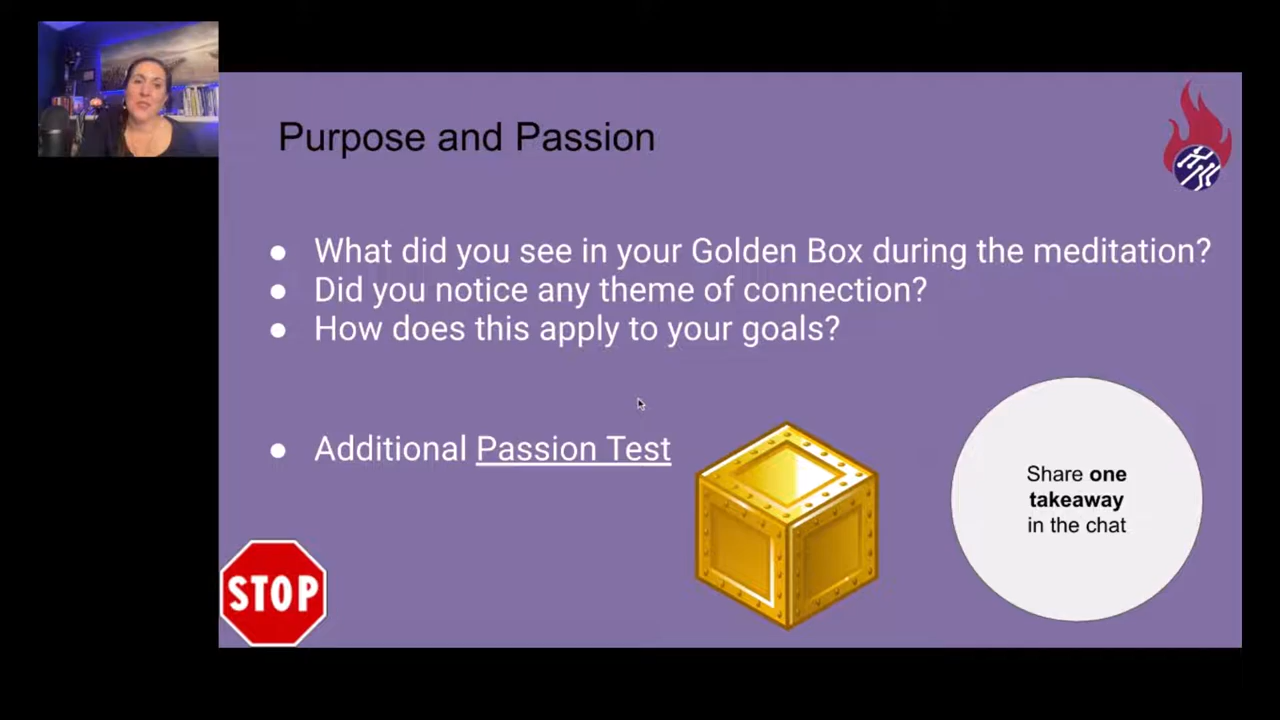 Purpose and Passion
● What did you see in your Golden Box during the meditation?
● Did you notice any theme of connection?
● How does this apply to your goals?
● Additional Passion Test
Share one
takeaway
in the chat
STOP